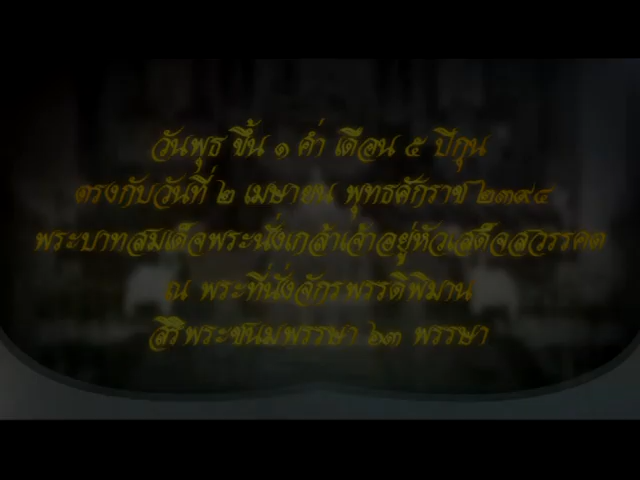 วันพุธ ขึ้น ๑ ค่ำ เดือน ๕ ปีกุน
ตรงกับวันที่ ๒ เมษายน พุทธศักราช ๒๓๙๔
พระบาทสมเด็จพระนั่งเกล้าเจ้าอยู่หัวเสด็จสวรรคต
ณ พระที่นั่งจักรพรรดิพิมาน
สิริพระชนมพรรษา ๖๓ พรรษา